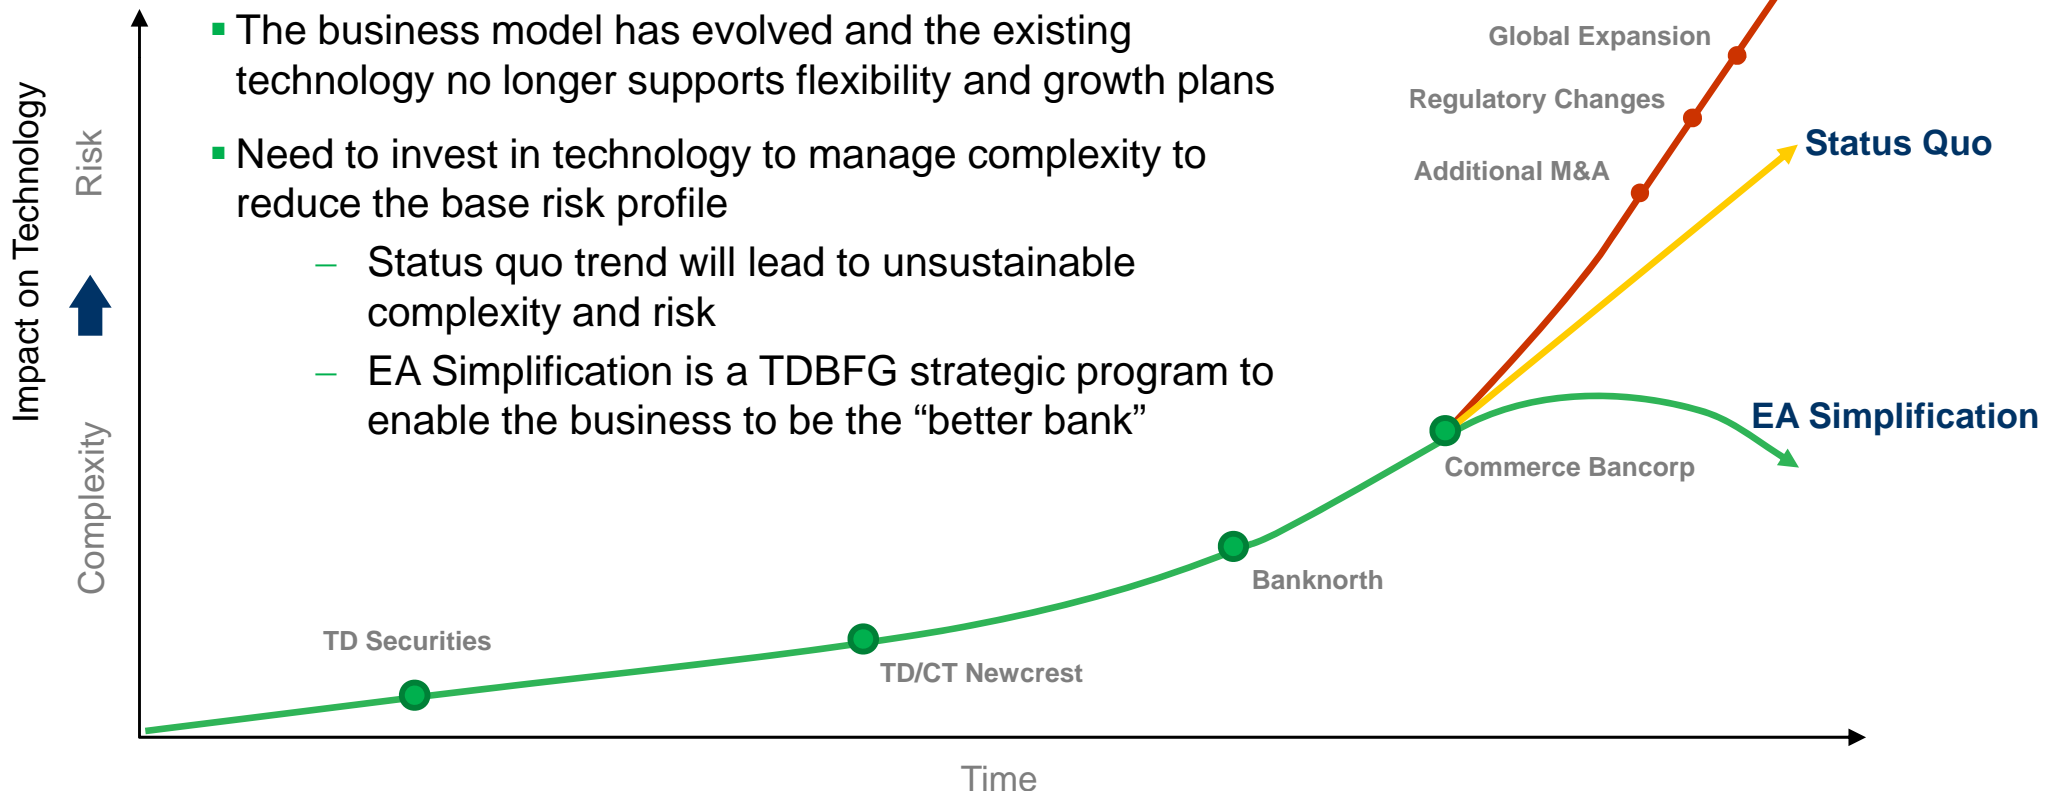 ▪ The business model has evolved and the existing
technology no longer supports flexibility and growth plans
▪ Need to invest in technology to manage complexity to
reduce the base risk profile
– Status quo trend will lead to unsustainable
complexity and risk
– EA Simplification is a TDBFG strategic program to
enable the business to be the “better bank”
Impact on Technology
Risk
Complexity
Global Expansion
Regulatory Changes
Additional M&A
Status Quo
EA Simplification
Commerce Bancorp
Banknorth
TD Securities
TD/CT Newcrest
Time